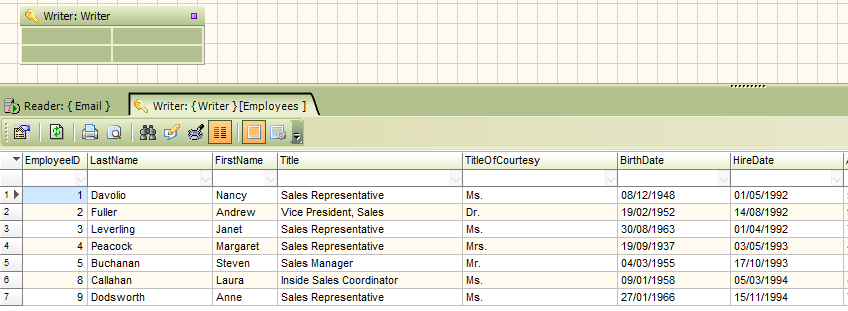 Writer: Writer
Reader: { Email } Writer: { Writer } [Employees ]
EmployeeID LastName FirstName Title TitleOfCourtesy BirthDate HireDate
1 1 Davolio Nancy Sales Representative Ms. 08/12/1948 01/05/1992
2 2 Fuller Andrew Vice President, Sales Dr. 19/02/1952 14/08/1992
3 3 Leverling Janet Sales Representative Ms. 30/08/1963 01/04/1992
4 4 Peacock Margaret Sales Representative Mrs. 19/09/1937 03/05/1993
5 5 Buchanan Steven Sales Manager Mr. 04/03/1955 17/10/1993
6 8 Callahan Laura Inside Sales Coordinator Ms. 09/01/1958 05/03/1994
7 9 Dodsworth Anne Sales Representative Ms. 27/01/1966 15/11/1994